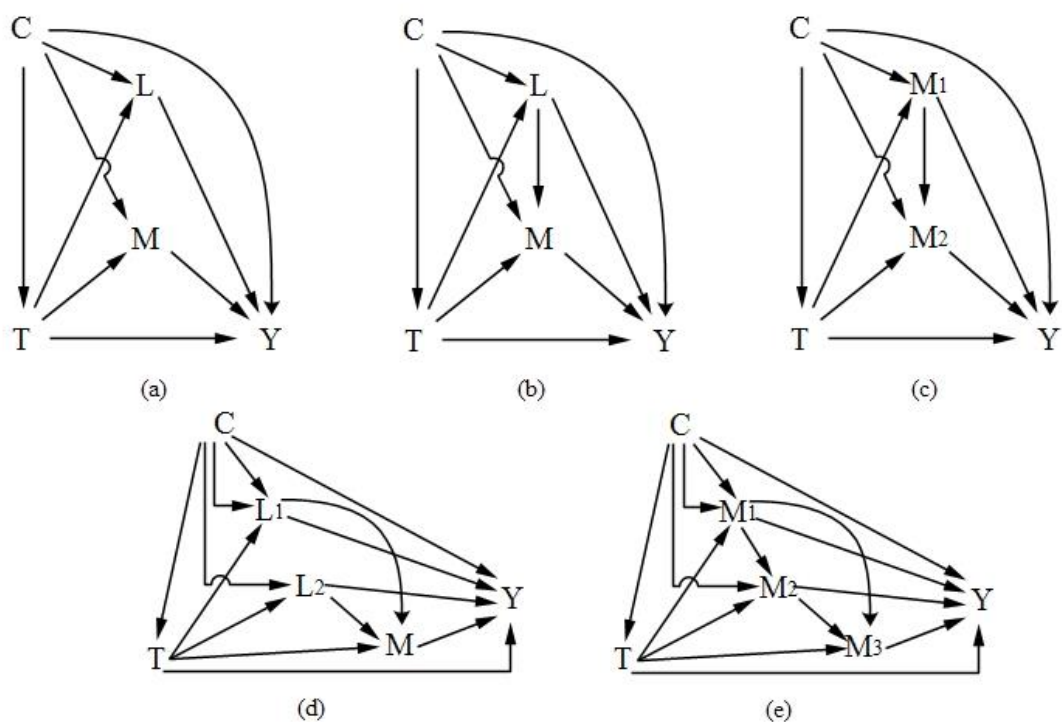 C C C
L L M1
M M M2
T Y T Y T Y
(a) (b) (c)
C C
L1 M1
L2 Y M2 Y
T M T M3
(d) (e)